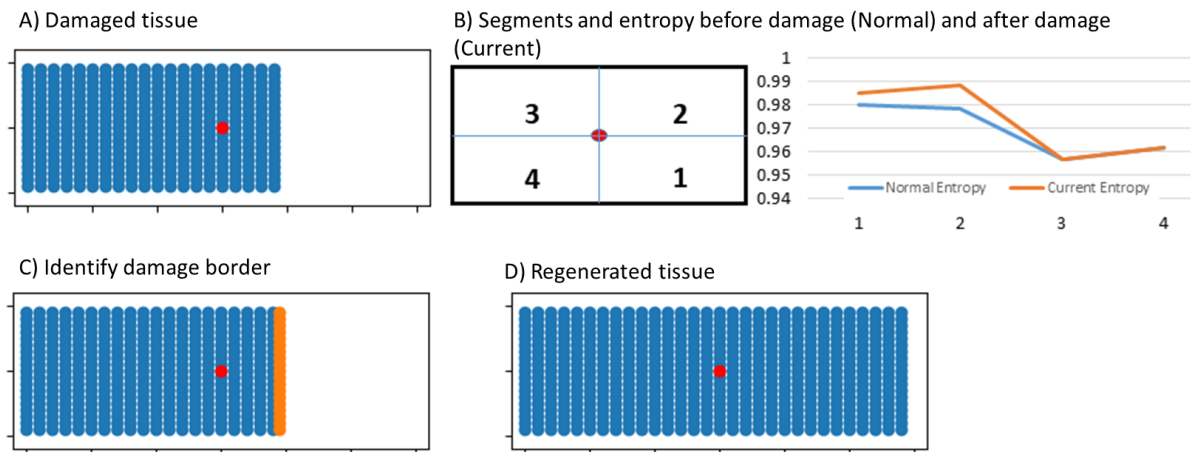 A) Damaged tissue
B) Segments and entropy before damage (Normal) and after damage
(Current)
3
2
4
1
1
0.99
0.98
0.97
0.96
0.95
0.94
Normal Entropy
Current Entropy
1 2 3 4
C) Identify damage border
D) Regenerated tissue